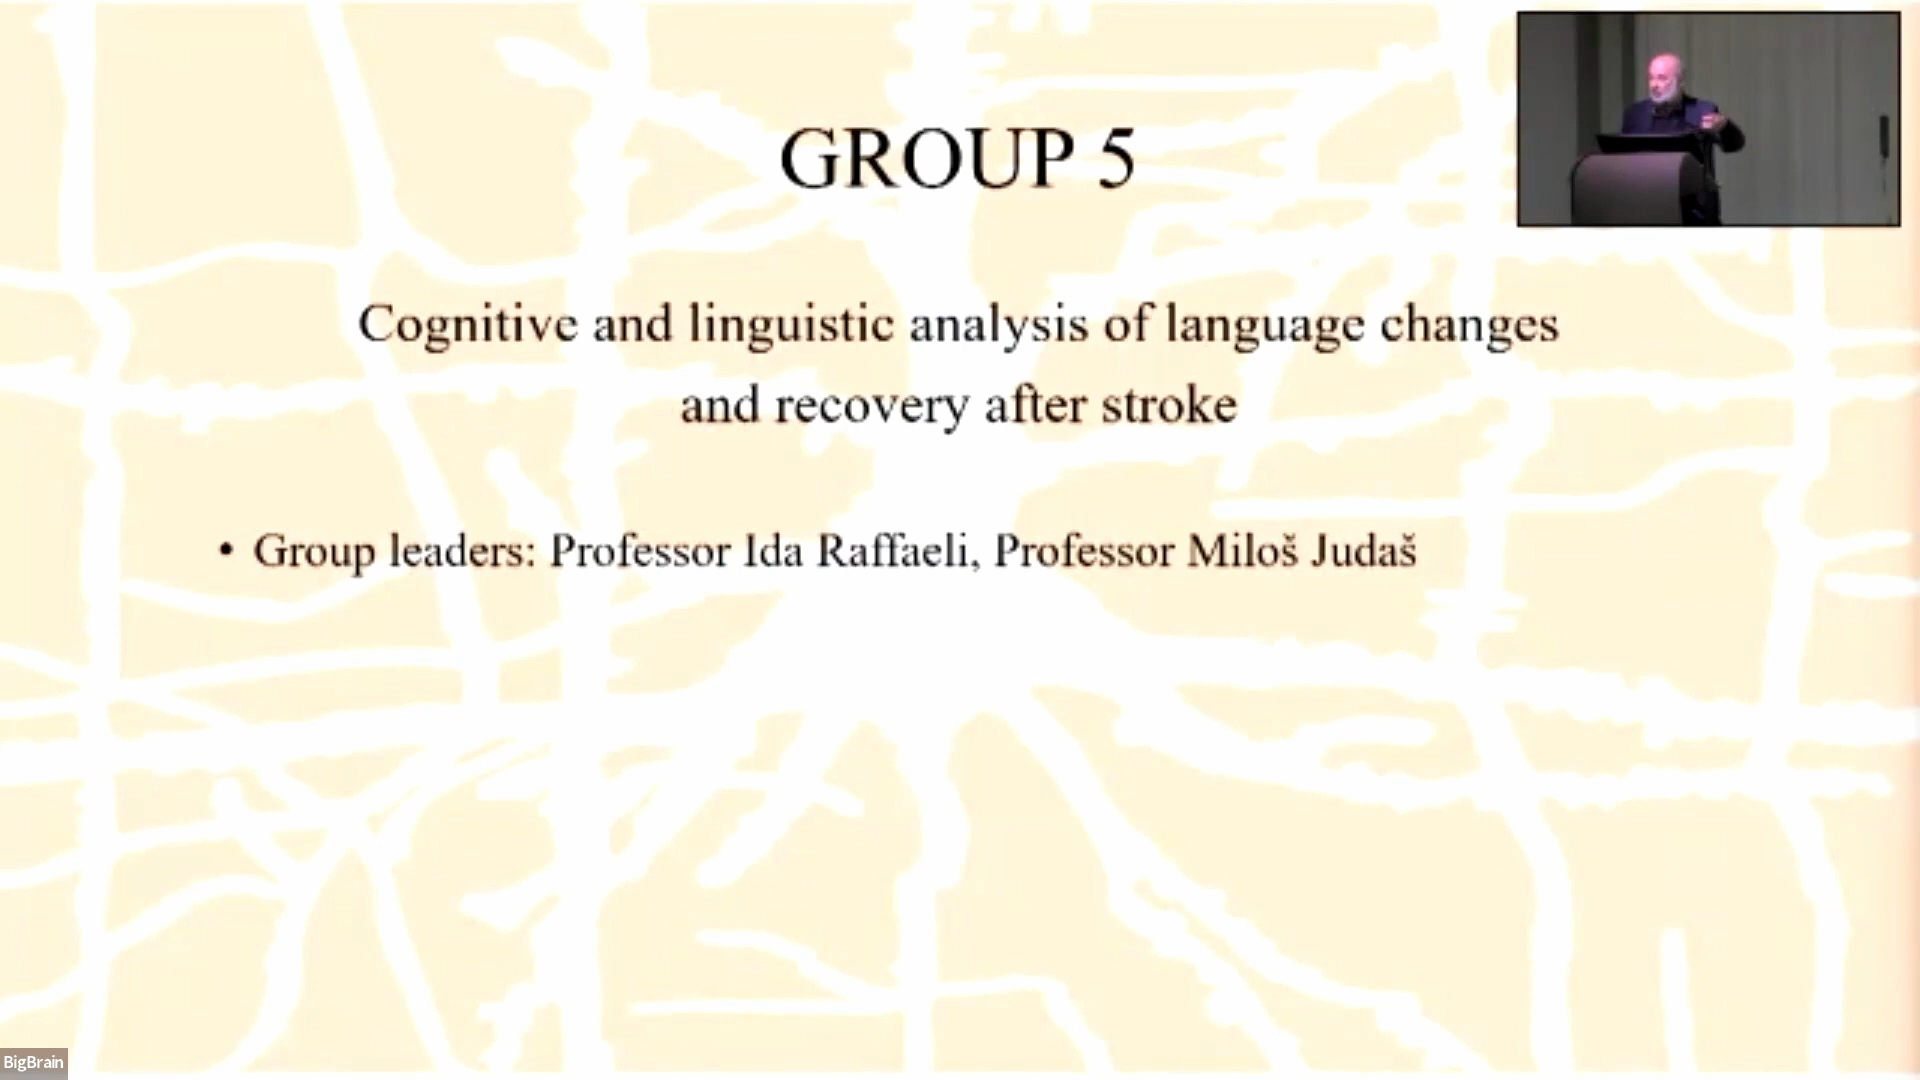 GROUP 5
Cognitive and linguistic analysis of language changes
and recovery after stroke
• Group leaders: Professor Ida Raffaeli, Professor Miloš Judaš
BigBrain